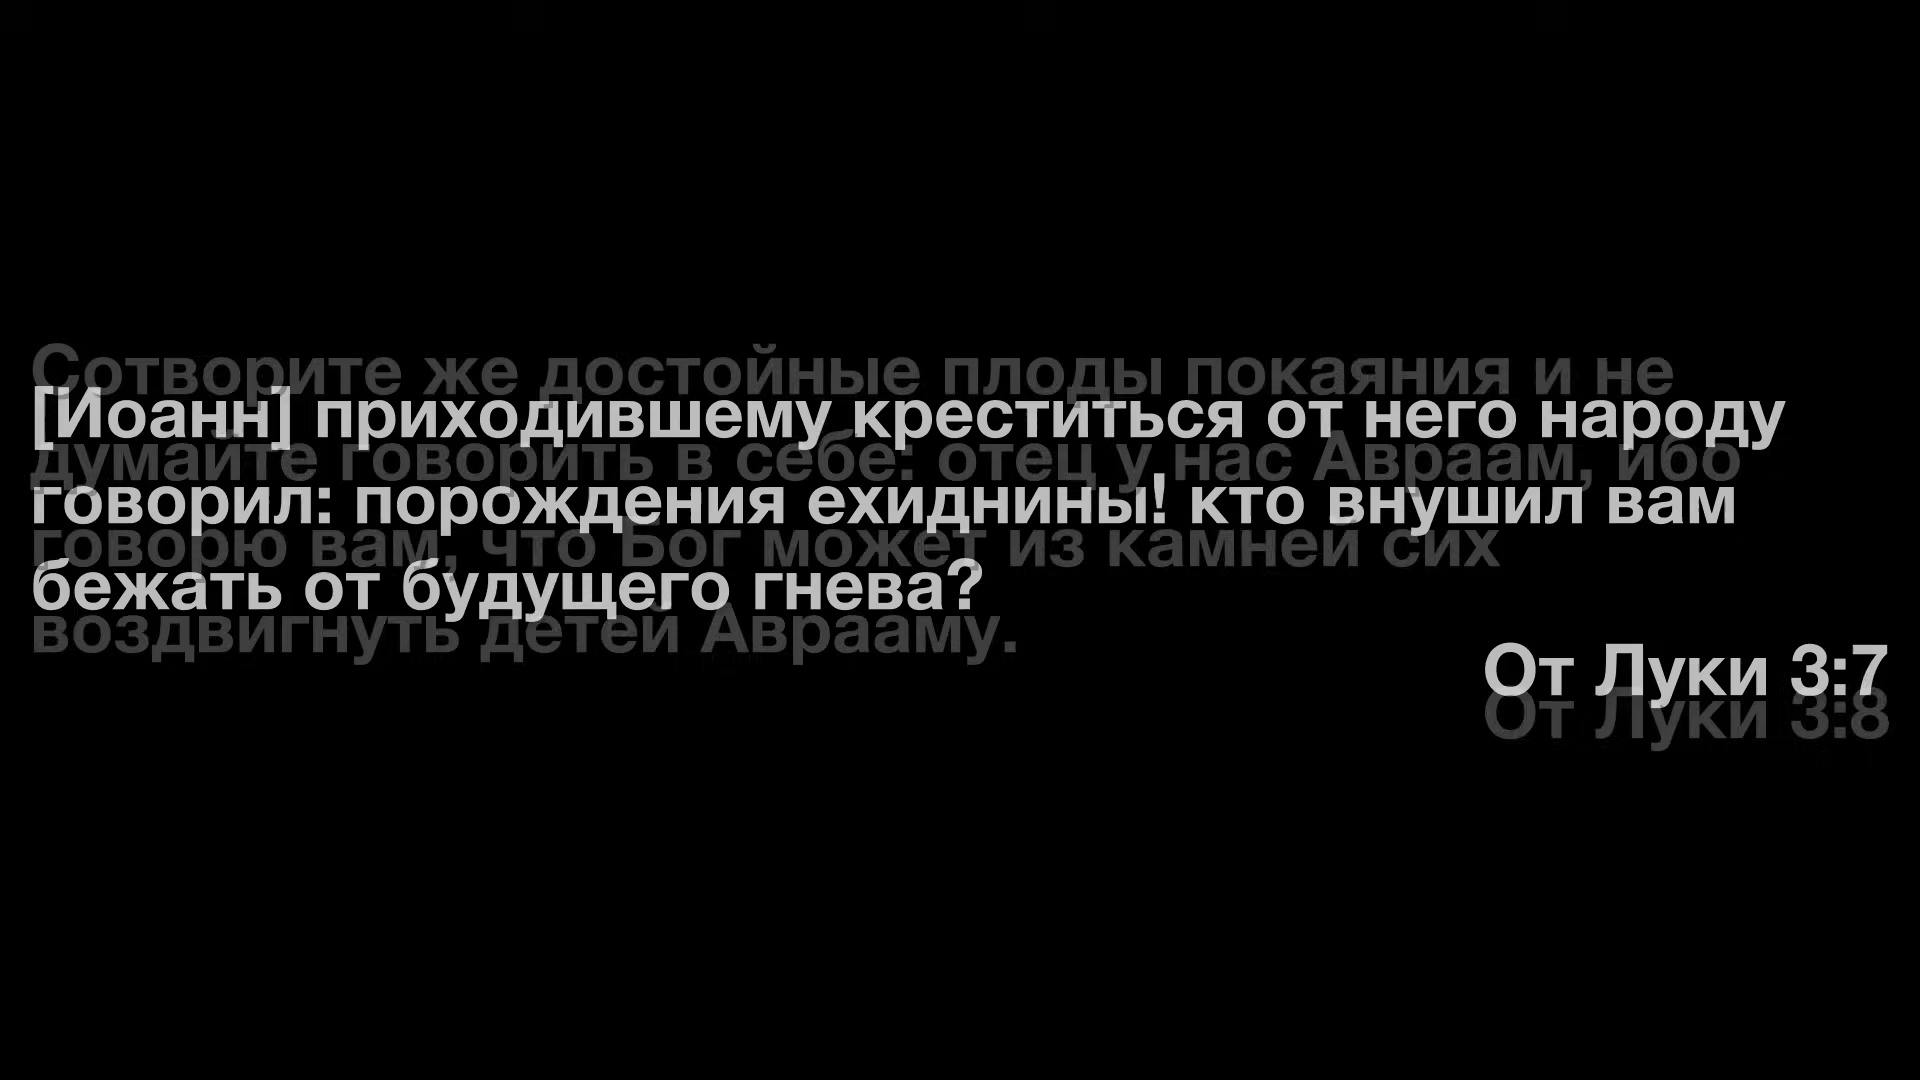 [Иоанн] приходившему креститься от него народу
говорил: порождения ехиднины! кто внушил вам
бежать от будущего гнева?
От Луки 3:7
Сотворите же достойные плоды покаяния и не
думайте говорить в себе: отец у нас Авраам, ибо
говорю вам, что Бог может из камней сих
воздвигнуть детей Аврааму.
От Луки 3:8